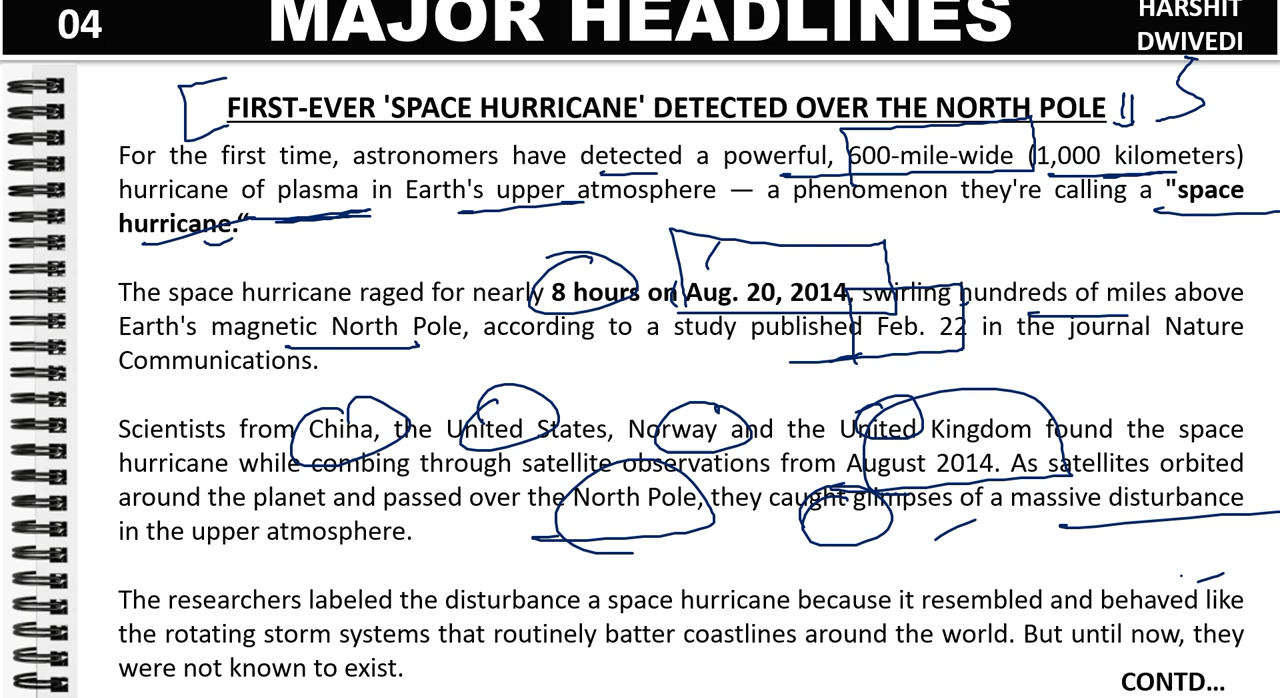 04
MAJOR HEADLINES
HARSHIT
DWIVEDI
FIRST-EVER 'SPACE HURRICANE' DETECTED OVER THE NORTH POLE
For the first time, astronomers have detected a powerful, 600-mile-wide (1,000 kilometers)
hurricane of plasma in Earth's upper atmosphere — a phenomenon they're calling a "space
hurricane.“
The space hurricane raged for nearly 8 hours on Aug. 20, 2014, swirling hundreds of miles above
Earth's magnetic North Pole, according to a study published Feb. 22 in the journal Nature
Communications.
Scientists from China, the United States, Norway and the United Kingdom found the space
hurricane while combing through satellite observations from August 2014. As satellites orbited
around the planet and passed over the North Pole, they caught glimpses of a massive disturbance
in the upper atmosphere.
The researchers labeled the disturbance a space hurricane because it resembled and behaved like
the rotating storm systems that routinely batter coastlines around the world. But until now, they
were not known to exist.
CONTD...